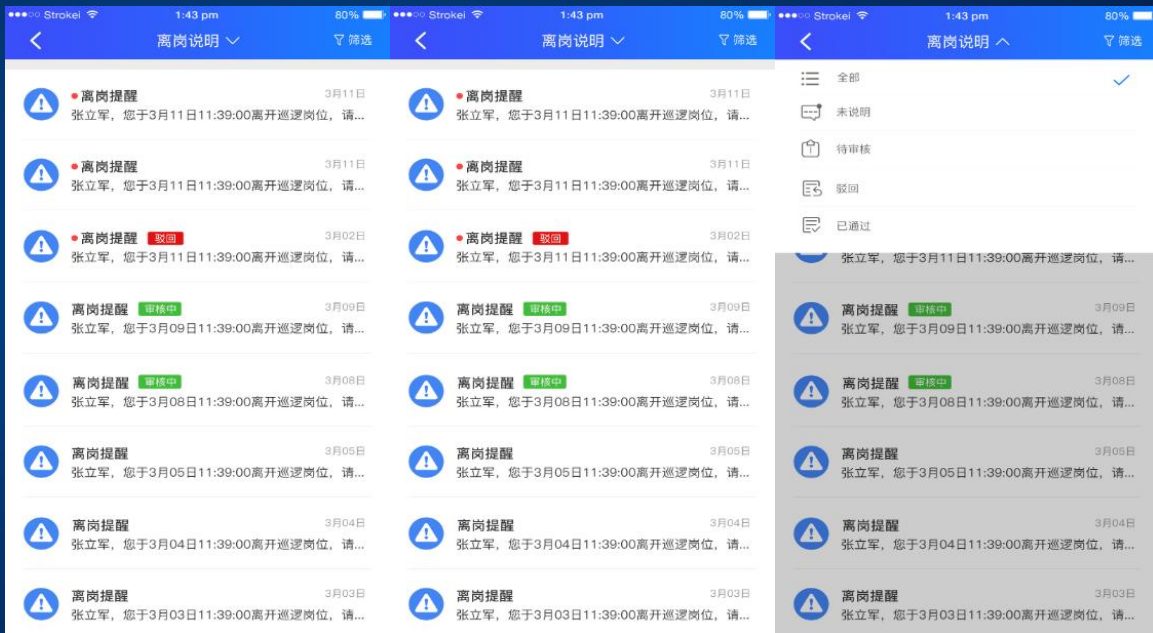 Strokei 1:43 pm 80%
离岗说明 筛选
离岗提醒 3月11日
张立军，您于3月11日11:39:00离开巡逻岗位，请...
离岗提醒 3月11日
张立军，您于3月11日11:39:00离开巡逻岗位，请...
离岗提醒 驳回 3月02日
张立军，您于3月11日11:39:00离开巡逻岗位，请...
离岗提醒 审核中 3月09日
张立军，您于3月09日11:39:00离开巡逻岗位，请...
离岗提醒 审核中 3月08日
张立军，您于3月08日11:39:00离开巡逻岗位，请...
离岗提醒 3月05日
张立军，您于3月05日11:39:00离开巡逻岗位，请...
离岗提醒 3月04日
张立军，您于3月04日11:39:00离开巡逻岗位，请...
离岗提醒 3月03日
张立军，您于3月03日11:39:00离开巡逻岗位，请...
Strokei 1:43 pm 80%
离岗说明 筛选
离岗提醒 3月11日
张立军，您于3月11日11:39:00离开巡逻岗位，请...
离岗提醒 3月11日
张立军，您于3月11日11:39:00离开巡逻岗位，请...
离岗提醒 驳回 3月02日
张立军，您于3月11日11:39:00离开巡逻岗位，请...
离岗提醒 审核中 3月09日
张立军，您于3月09日11:39:00离开巡逻岗位，请...
离岗提醒 审核中 3月08日
张立军，您于3月08日11:39:00离开巡逻岗位，请...
离岗提醒 3月05日
张立军，您于3月05日11:39:00离开巡逻岗位，请...
离岗提醒 3月04日
张立军，您于3月04日11:39:00离开巡逻岗位，请...
离岗提醒 3月03日
张立军，您于3月03日11:39:00离开巡逻岗位，请...
Strokei 1:43 pm 80%
离岗说明 筛选
全部
未说明
待审核
驳回
已通过
张立军，您于3月11日11:39:00离开巡逻岗位，请...
离岗提醒 审核中 3月09日
张立军，您于3月09日11:39:00离开巡逻岗位，请...
离岗提醒 审核中 3月08日
张立军，您于3月08日11:39:00离开巡逻岗位，请...
离岗提醒 3月05日
张立军，您于3月05日11:39:00离开巡逻岗位，请...
离岗提醒 3月04日
张立军，您于3月04日11:39:00离开巡逻岗位，请...
离岗提醒 3月03日
张立军，您于3月03日11:39:00离开巡逻岗位，请...